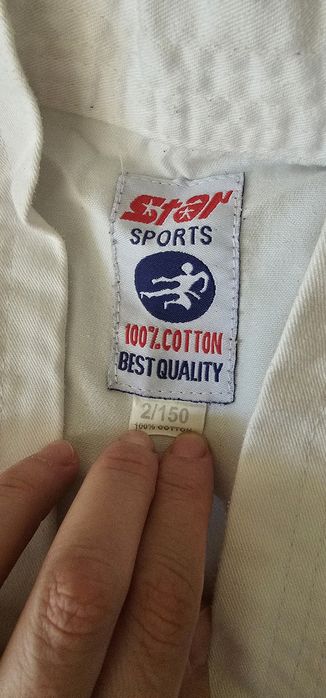 Star
SPORTS
100% COTTON
BEST QUALITY
2/150
100% COTTON